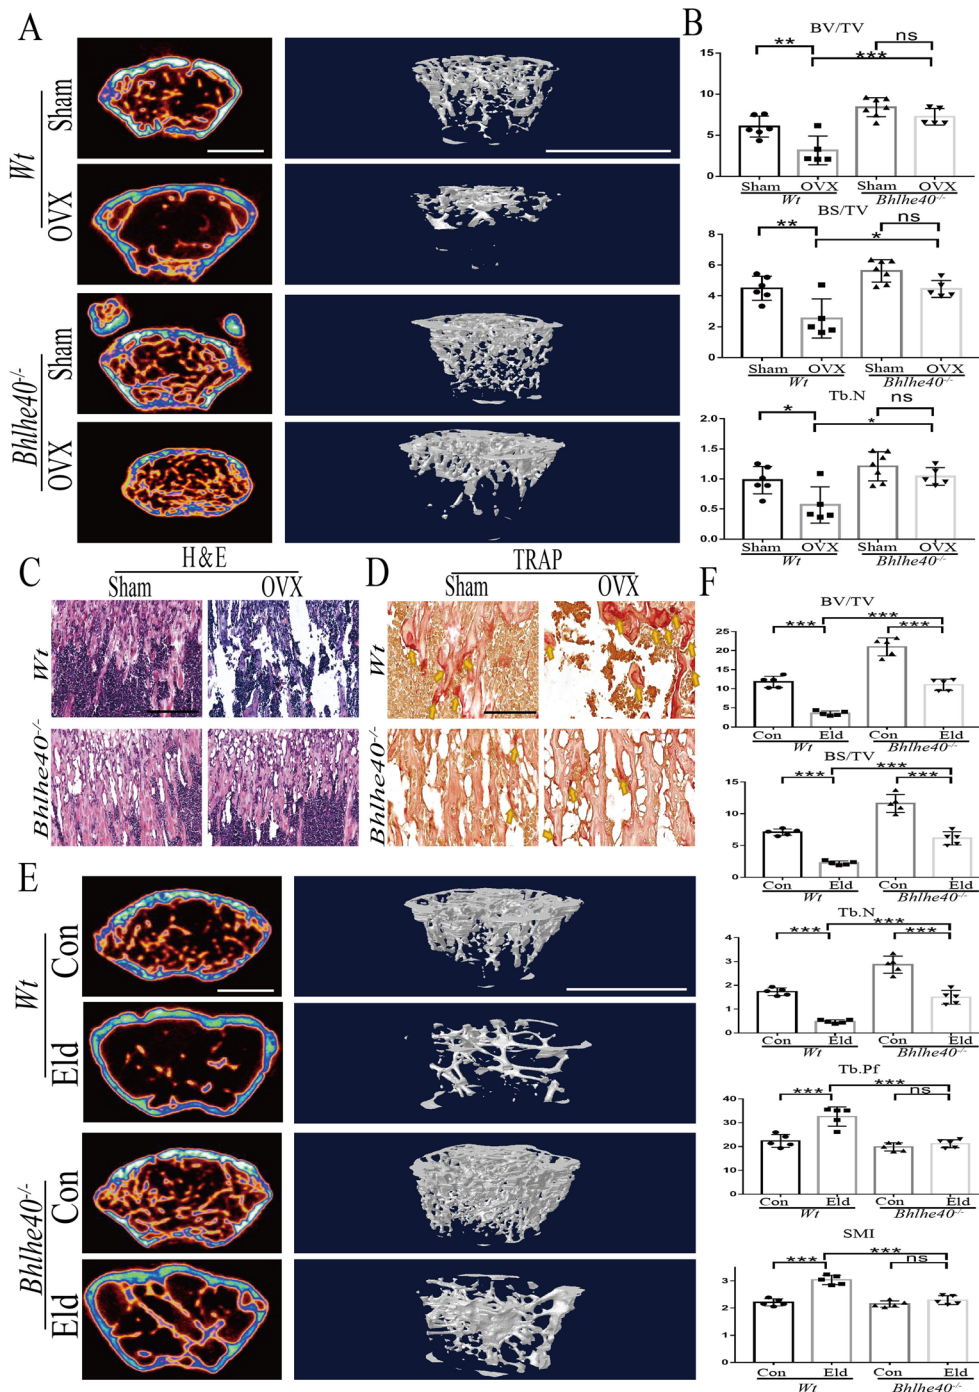 A
Wt
Sham
OVX
Bhlhe40-/-
Sham
OVX
B
BV/TV
**
***
ns
15
10
5
0
Sham OVX Sham OVX
Wt Bhlhe40-/-
BS/TV
**
*
ns
8
6
4
2
0
Sham OVX Sham OVX
Wt Bhlhe40-/-
Tb.N
*
*
ns
2.0
1.5
1.0
0.5
0.0
Sham OVX Sham OVX
Wt Bhlhe40-/-
C
H&E
Sham OVX
Wt
Bhlhe40-/-
D
TRAP
Sham OVX
Wt
Bhlhe40-/-
E
Wt
Con
Eld
Bhlhe40-/-
Con
Eld
F
BV/TV
***
***
***
30
20
10
0
Con Eld Con Eld
Wt Bhlhe40-/-
BS/TV
***
***
***
15
10
5
0
Con Eld Con Eld
Wt Bhlhe40-/-
Tb.N
***
***
***
4
3
2
1
0
Con Eld Con Eld
Wt Bhlhe40-/-
Tb.Pf
***
***
ns
40
30
20
10
0
Con Eld Con Eld
Wt Bhlhe40-/-
SMI
***
***
ns
3
2
1
0
Con Eld Con Eld
Wt Bhlhe40-/-